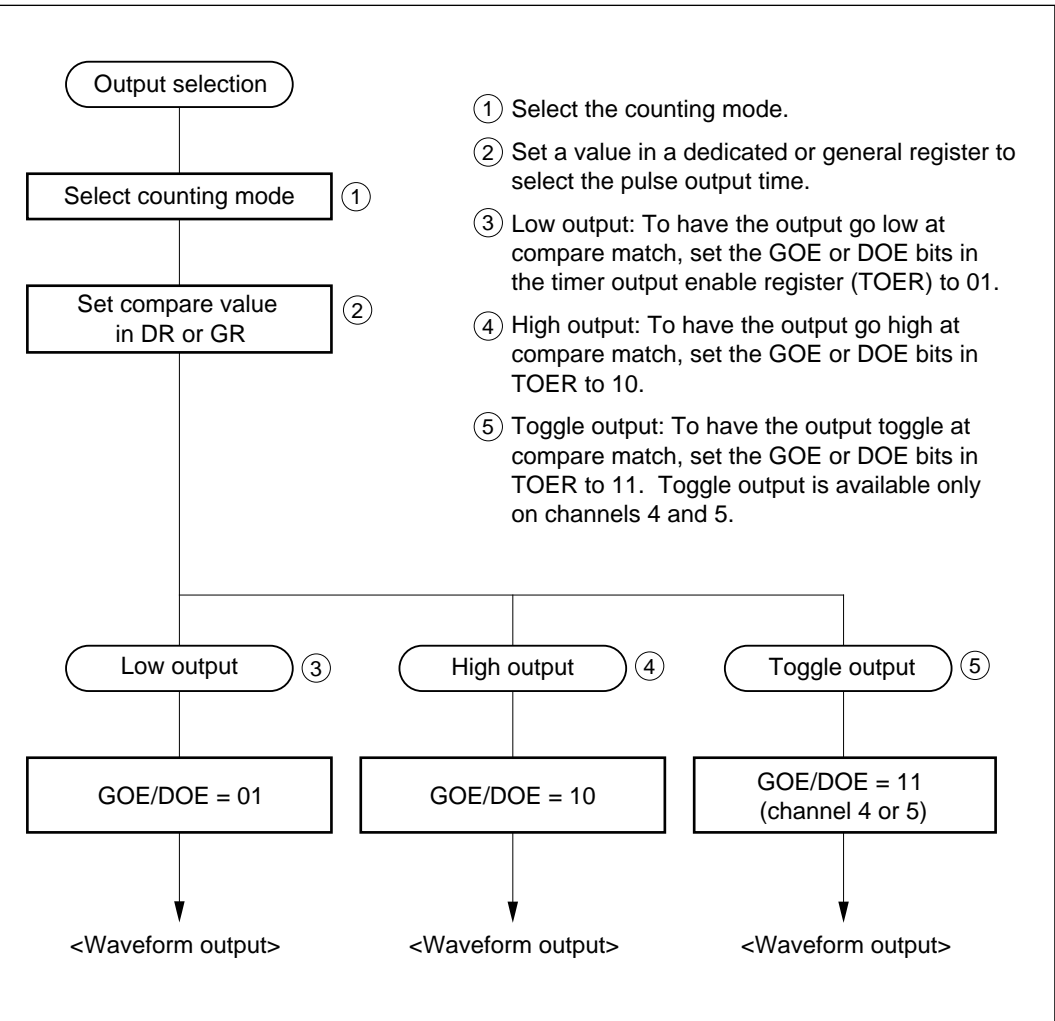 Output selection
① Select the counting mode.
② Set a value in a dedicated or general register to
select the pulse output time.
Select counting mode ①
③ Low output: To have the output go low at
compare match, set the GOE or DOE bits in
the timer output enable register (TOER) to 01.
Set compare value
in DR or GR ②
④ High output: To have the output go high at
compare match, set the GOE or DOE bits in
TOER to 10.
⑤ Toggle output: To have the output toggle at
compare match, set the GOE or DOE bits in
TOER to 11.  Toggle output is available only
on channels 4 and 5.
Low output ③
High output ④
Toggle output ⑤
GOE/DOE = 01
GOE/DOE = 10
GOE/DOE = 11
(channel 4 or 5)
<Waveform output>
<Waveform output>
<Waveform output>